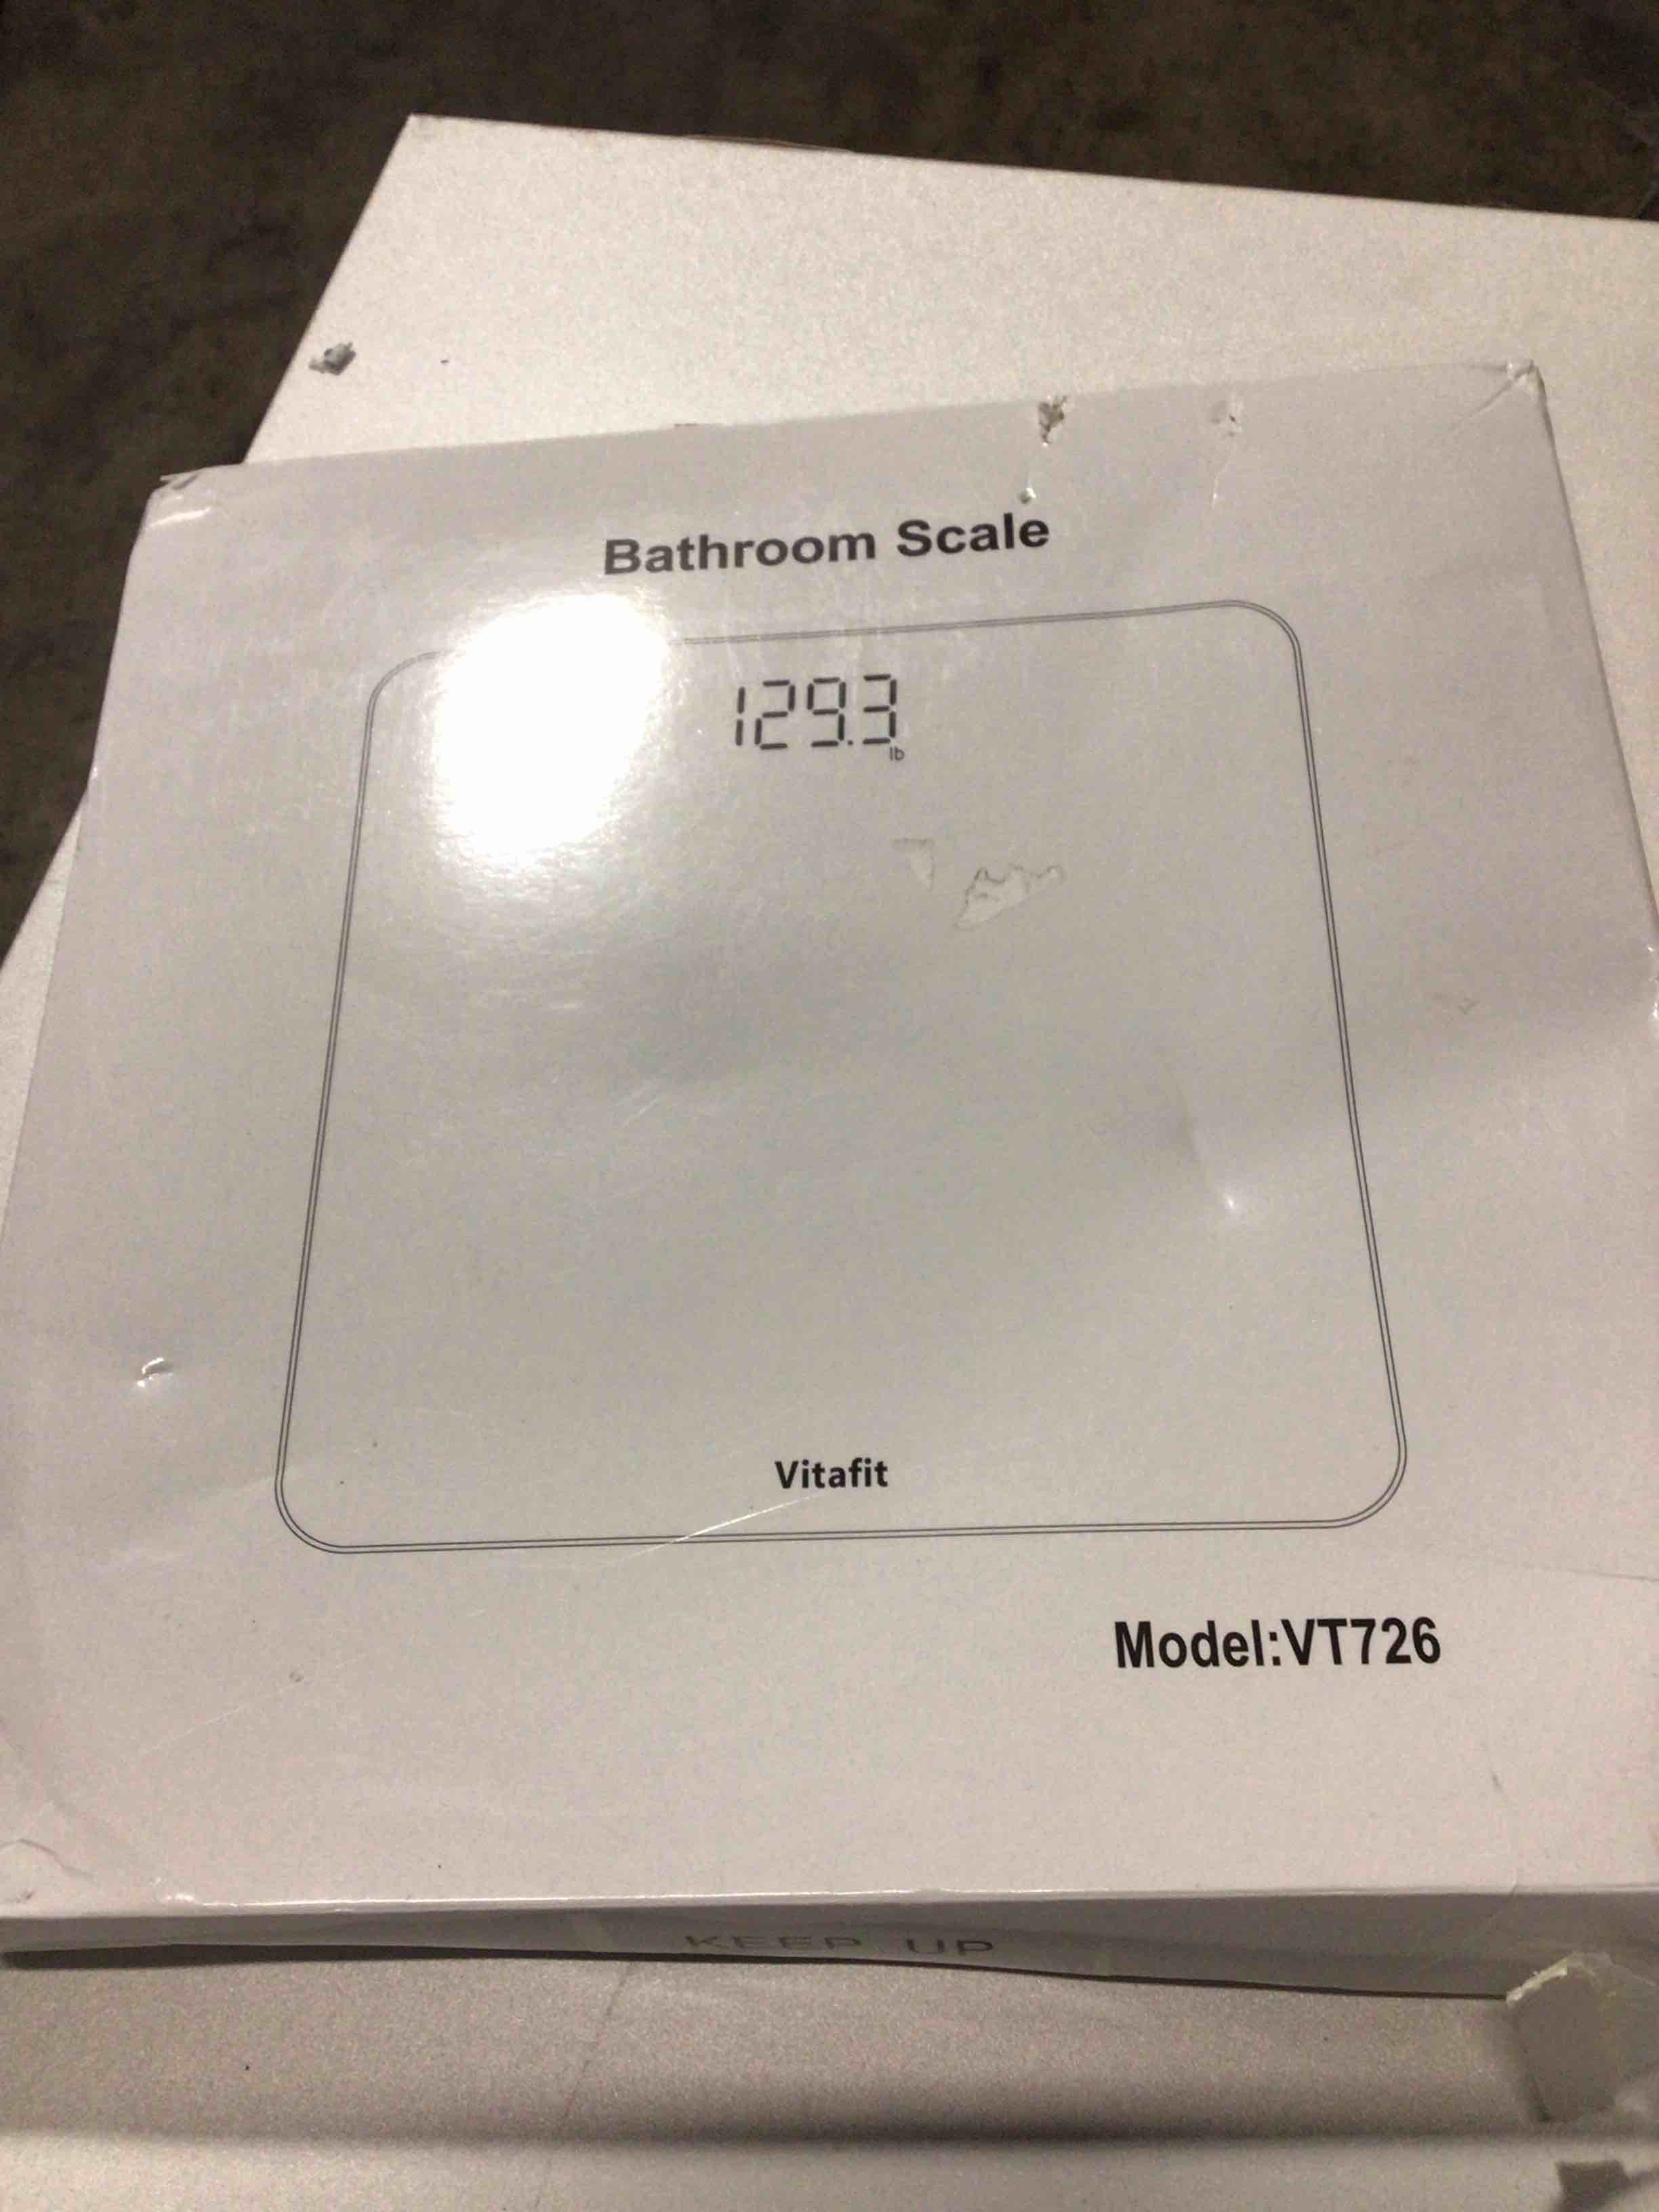 Bathroom Scale
129.3
lb
Vitafit
Model:VT726
KEEP UP